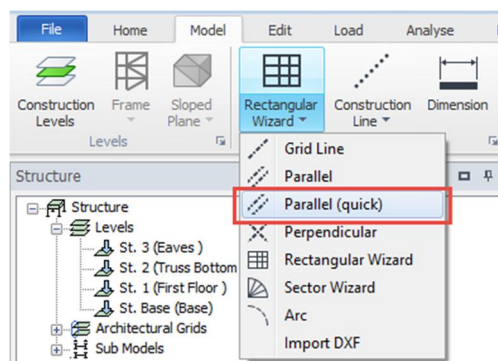 File Home Model Edit Load Analyse
Construction Levels
Frame
Sloped Plane
Rectangular Wizard
Construction Line
Dimension
Levels
Structure
Structure
Levels
St. 3 (Eaves )
St. 2 (Truss Bottom
St. 1 (First Floor )
St. Base (Base)
Architectural Grids
Sub Models
Grid Line
Parallel
Parallel (quick)
Perpendicular
Rectangular Wizard
Sector Wizard
Arc
Import DXF